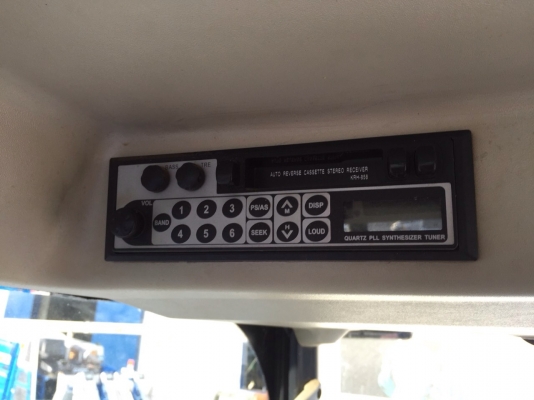 AUTO REVERSE CASSETTE STEREO RECEIVER
VOL
BAND
1 2 3 PS/AS M DISP
4 5 6 SEEK H LOUD
QUARTZ PLL SYNTHESIZER TUNER